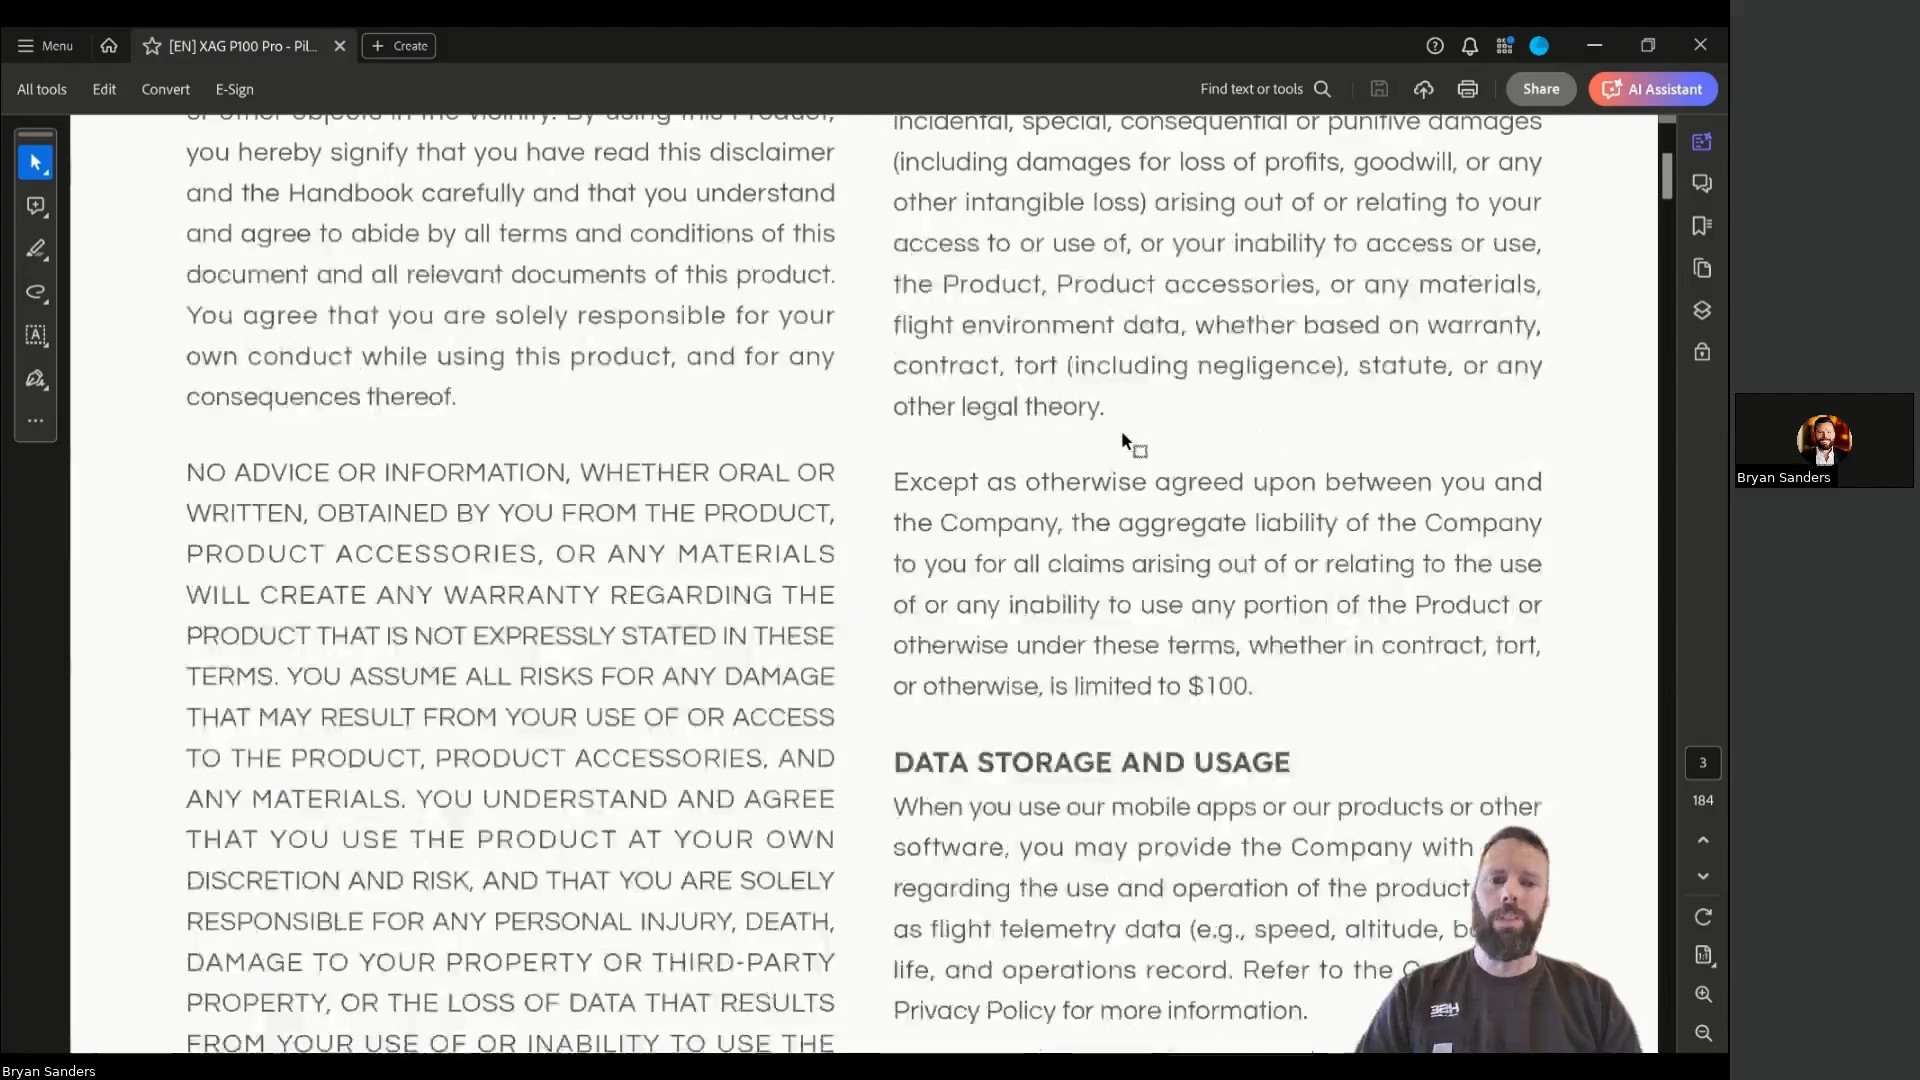 Menu
[EN] XAG P100 Pro - Pil...
Create
All tools
Edit
Convert
E-Sign
Find text or tools
Share
AI Assistant
you hereby signify that you have read this disclaimer
and the Handbook carefully and that you understand
and agree to abide by all terms and conditions of this
document and all relevant documents of this product.
You agree that you are solely responsible for your
own conduct while using this product, and for any
consequences thereof.
NO ADVICE OR INFORMATION, WHETHER ORAL OR
WRITTEN, OBTAINED BY YOU FROM THE PRODUCT,
PRODUCT ACCESSORIES, OR ANY MATERIALS
WILL CREATE ANY WARRANTY REGARDING THE
PRODUCT THAT IS NOT EXPRESSLY STATED IN THESE
TERMS. YOU ASSUME ALL RISKS FOR ANY DAMAGE
THAT MAY RESULT FROM YOUR USE OF OR ACCESS
TO THE PRODUCT, PRODUCT ACCESSORIES, AND
ANY MATERIALS. YOU UNDERSTAND AND AGREE
THAT YOU USE THE PRODUCT AT YOUR OWN
DISCRETION AND RISK, AND THAT YOU ARE SOLELY
RESPONSIBLE FOR ANY PERSONAL INJURY, DEATH,
DAMAGE TO YOUR PROPERTY OR THIRD-PARTY
PROPERTY, OR THE LOSS OF DATA THAT RESULTS
FROM YOUR USE OF OR INABILITY TO USE THE
incidental, special, consequential or punitive damages
(including damages for loss of profits, goodwill, or any
other intangible loss) arising out of or relating to your
access to or use of, or your inability to access or use,
the Product, Product accessories, or any materials,
flight environment data, whether based on warranty,
contract, tort (including negligence), statute, or any
other legal theory.
Except as otherwise agreed upon between you and
the Company, the aggregate liability of the Company
to you for all claims arising out of or relating to the use
of or any inability to use any portion of the Product or
otherwise under these terms, whether in contract, tort,
or otherwise, is limited to $100.
DATA STORAGE AND USAGE
When you use our mobile apps or our products or other
software, you may provide the Company with
regarding the use and operation of the product
as flight telemetry data (e.g., speed, altitude,
life, and operations record. Refer to the
Privacy Policy for more information.
3
184
Bryan Sanders
Bryan Sanders